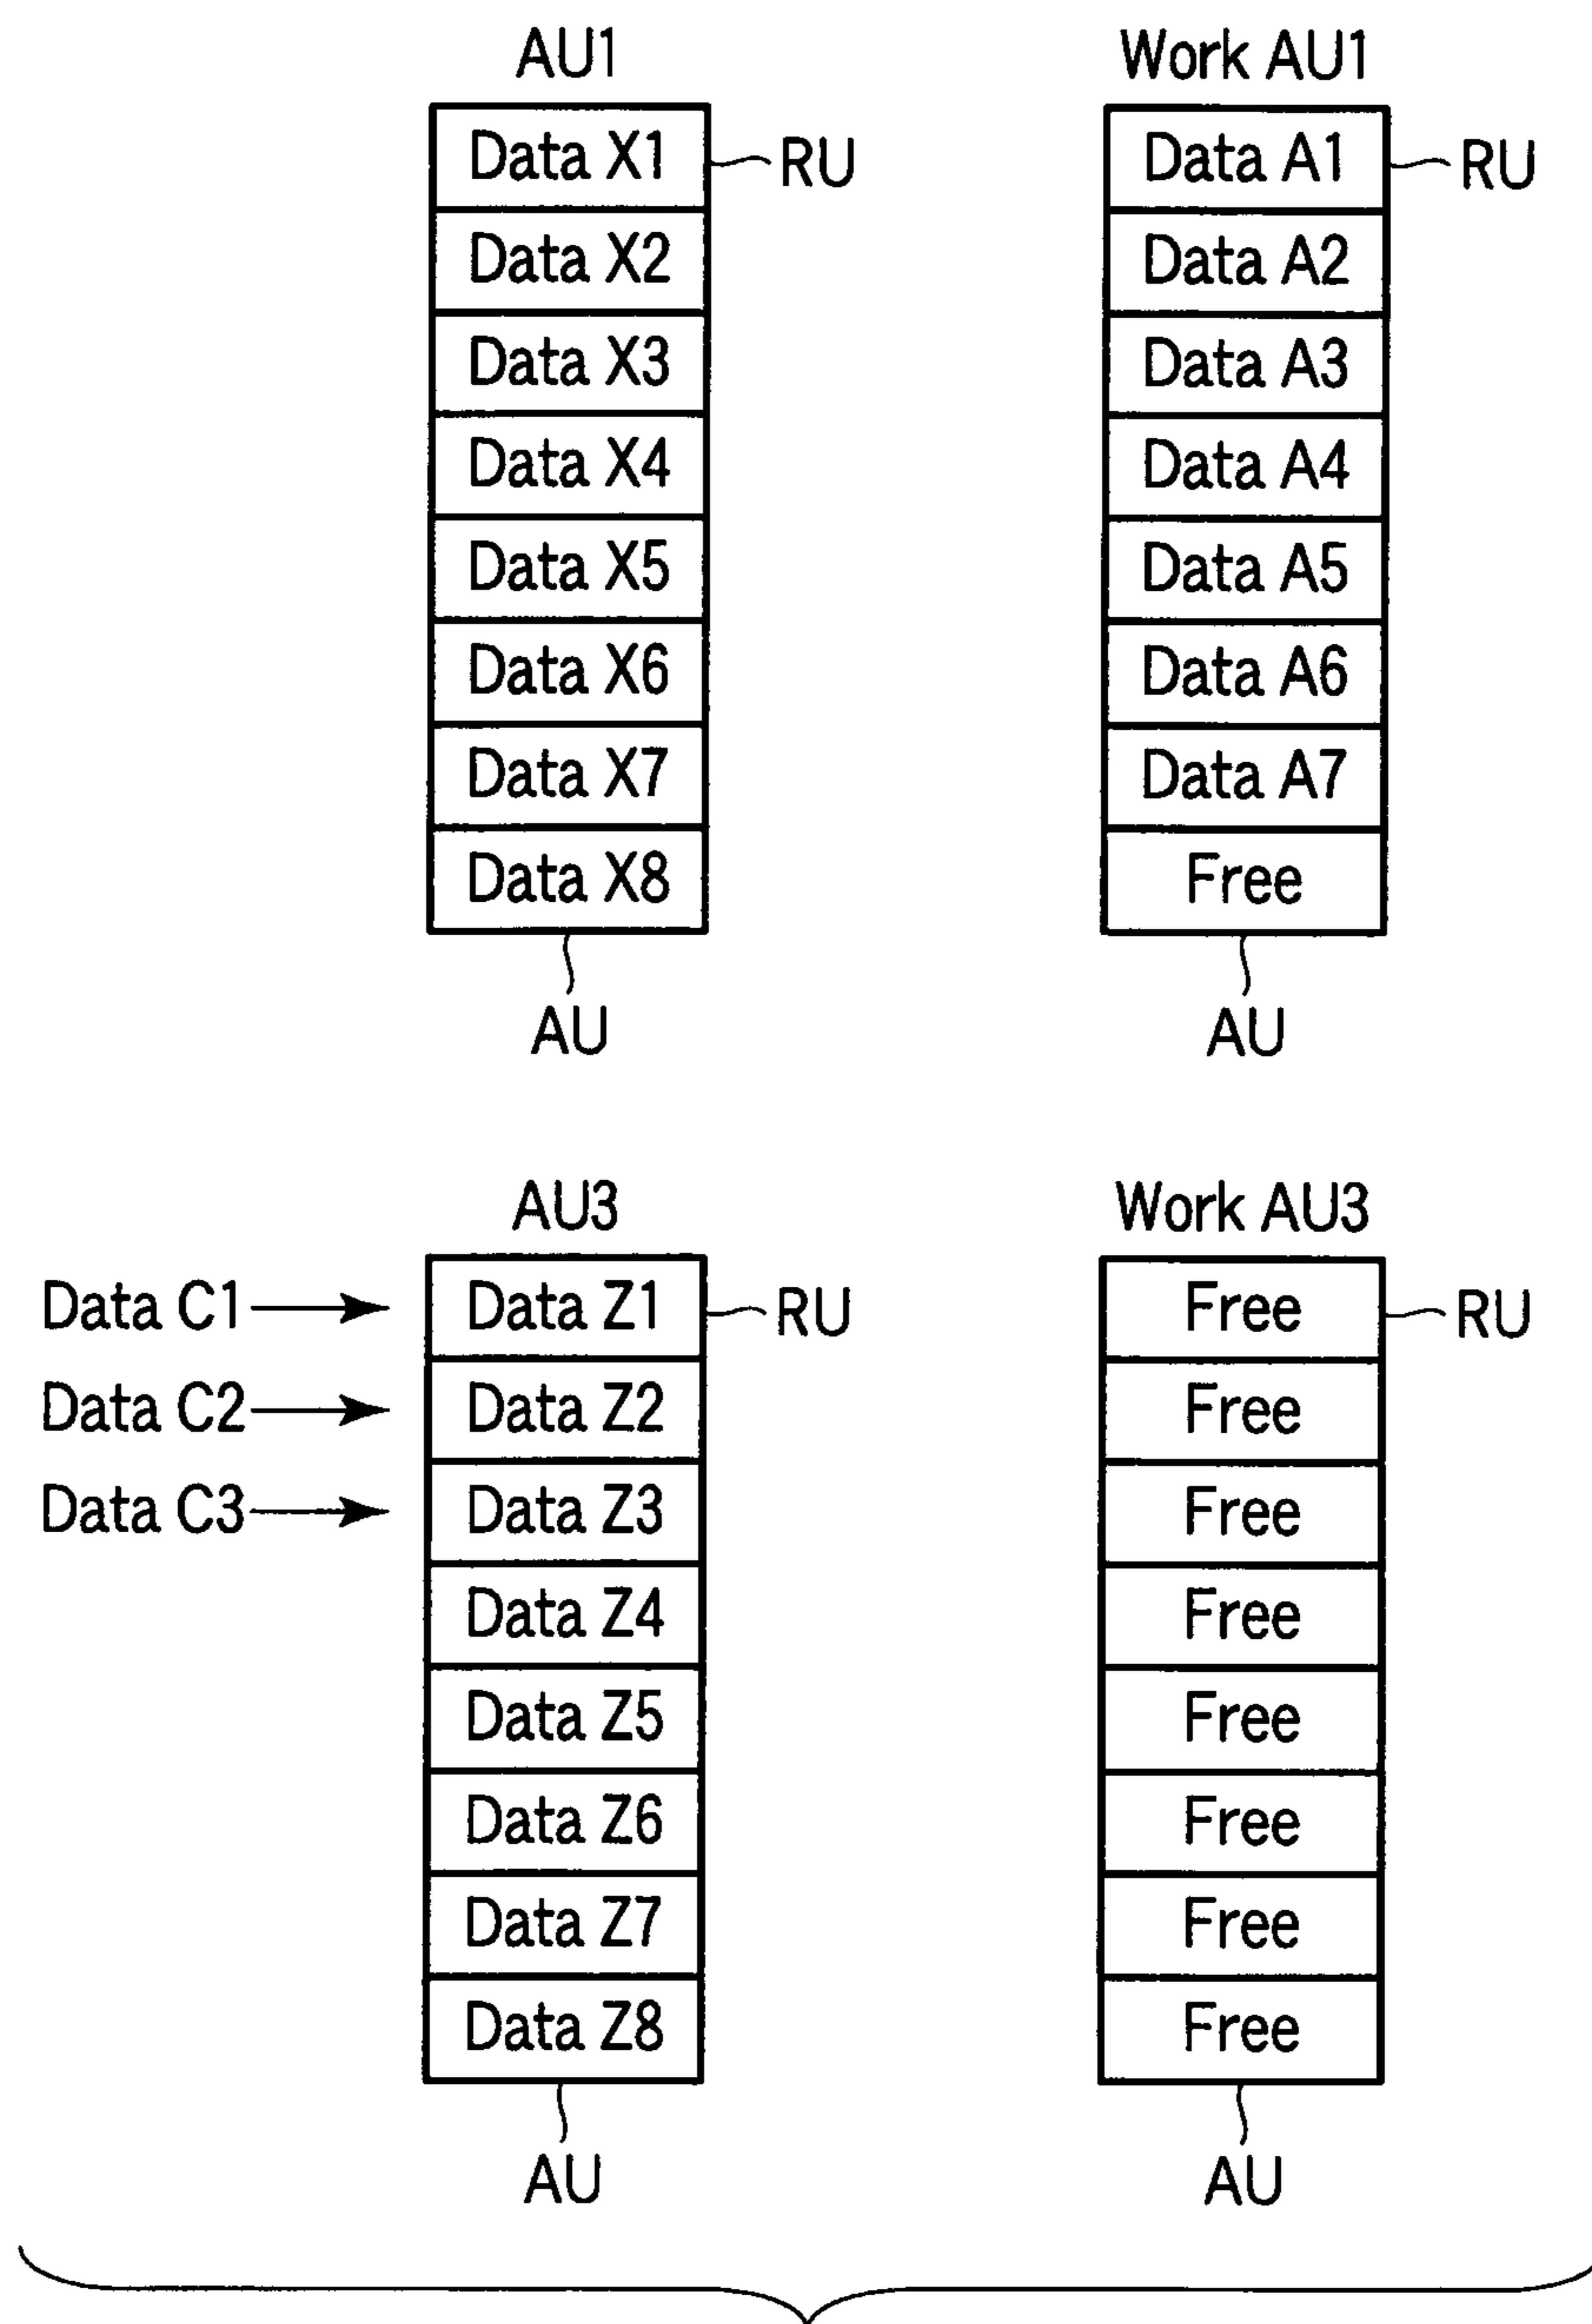 AU1
Data X1
RU
Data X2
Data X3
Data X4
Data X5
Data X6
Data X7
Data X8
AU
Work AU1
Data A1
RU
Data A2
Data A3
Data A4
Data A5
Data A6
Data A7
Free
AU
AU3
Data C1
Data Z1
RU
Data C2
Data Z2
Data C3
Data Z3
Data Z4
Data Z5
Data Z6
Data Z7
Data Z8
AU
Work AU3
Free
RU
Free
Free
Free
Free
Free
Free
Free
AU